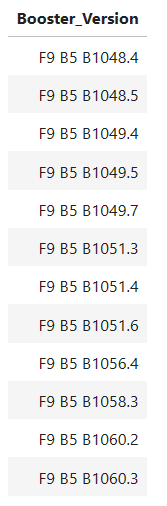 Booster_Version
F9 B5 B1048.4
F9 B5 B1048.5
F9 B5 B1049.4
F9 B5 B1049.5
F9 B5 B1049.7
F9 B5 B1051.3
F9 B5 B1051.4
F9 B5 B1051.6
F9 B5 B1056.4
F9 B5 B1058.3
F9 B5 B1060.2
F9 B5 B1060.3